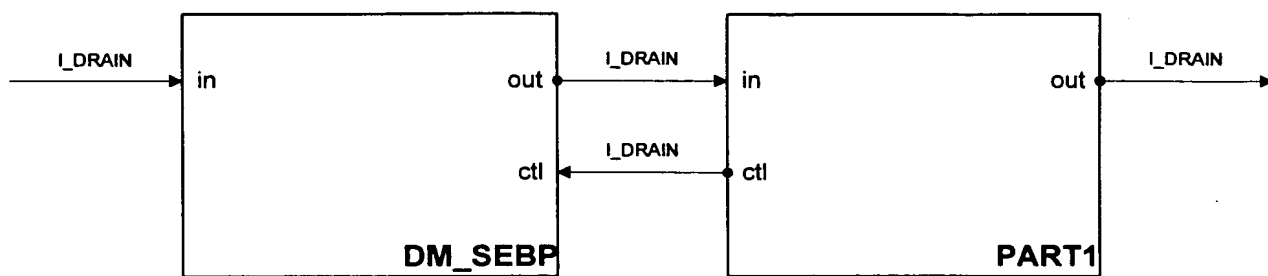 I_DRAIN I_DRAIN I_DRAIN
in out in out
I_DRAIN
ctl ctl
DM_SEBP PART1